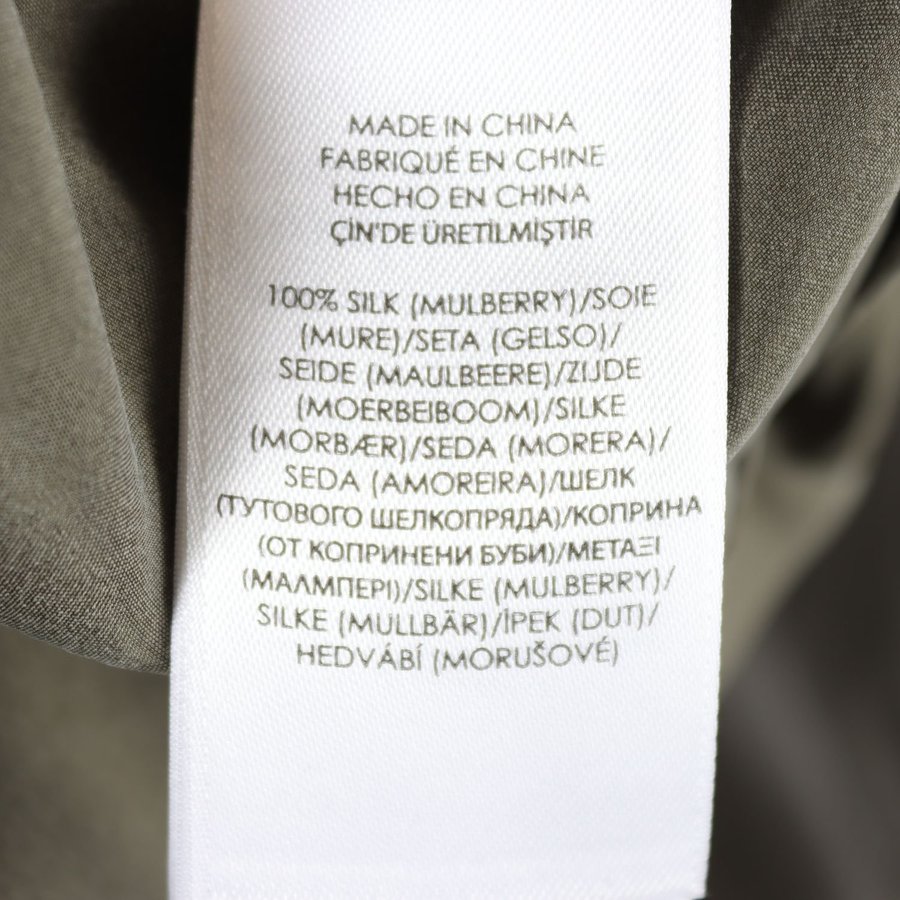 MADE IN CHINA
FABRIQUÉ EN CHINE
HECHO EN CHINA
ÇİN'DE ÜRETİLMİŞTİR
100% SILK (MULBERRY)/SOIE
(MURE)/SETA (GELSO)/
SEIDE (MAULBEERE)/ZIJDE
(MOERBEIBOOM)/SILKE
(MORBÆR)/SEDA (MORERA)/
SEDA (AMOREIRA)/ШЕЛК
(ТУТОВОГО ШЕЛКОПРЯДА)/КОПРИНА
(ОТ КОПРИНЕНИ БУБИ)/ΜΕΤΑΞΙ
(ΜΑΛΜΠΕΡΙ)/SILKE (MULBERRY)/
SILKE (MULLBÄR)/İPEK (DUT)/
HEDVÁBÍ (MORUŠOVÉ)